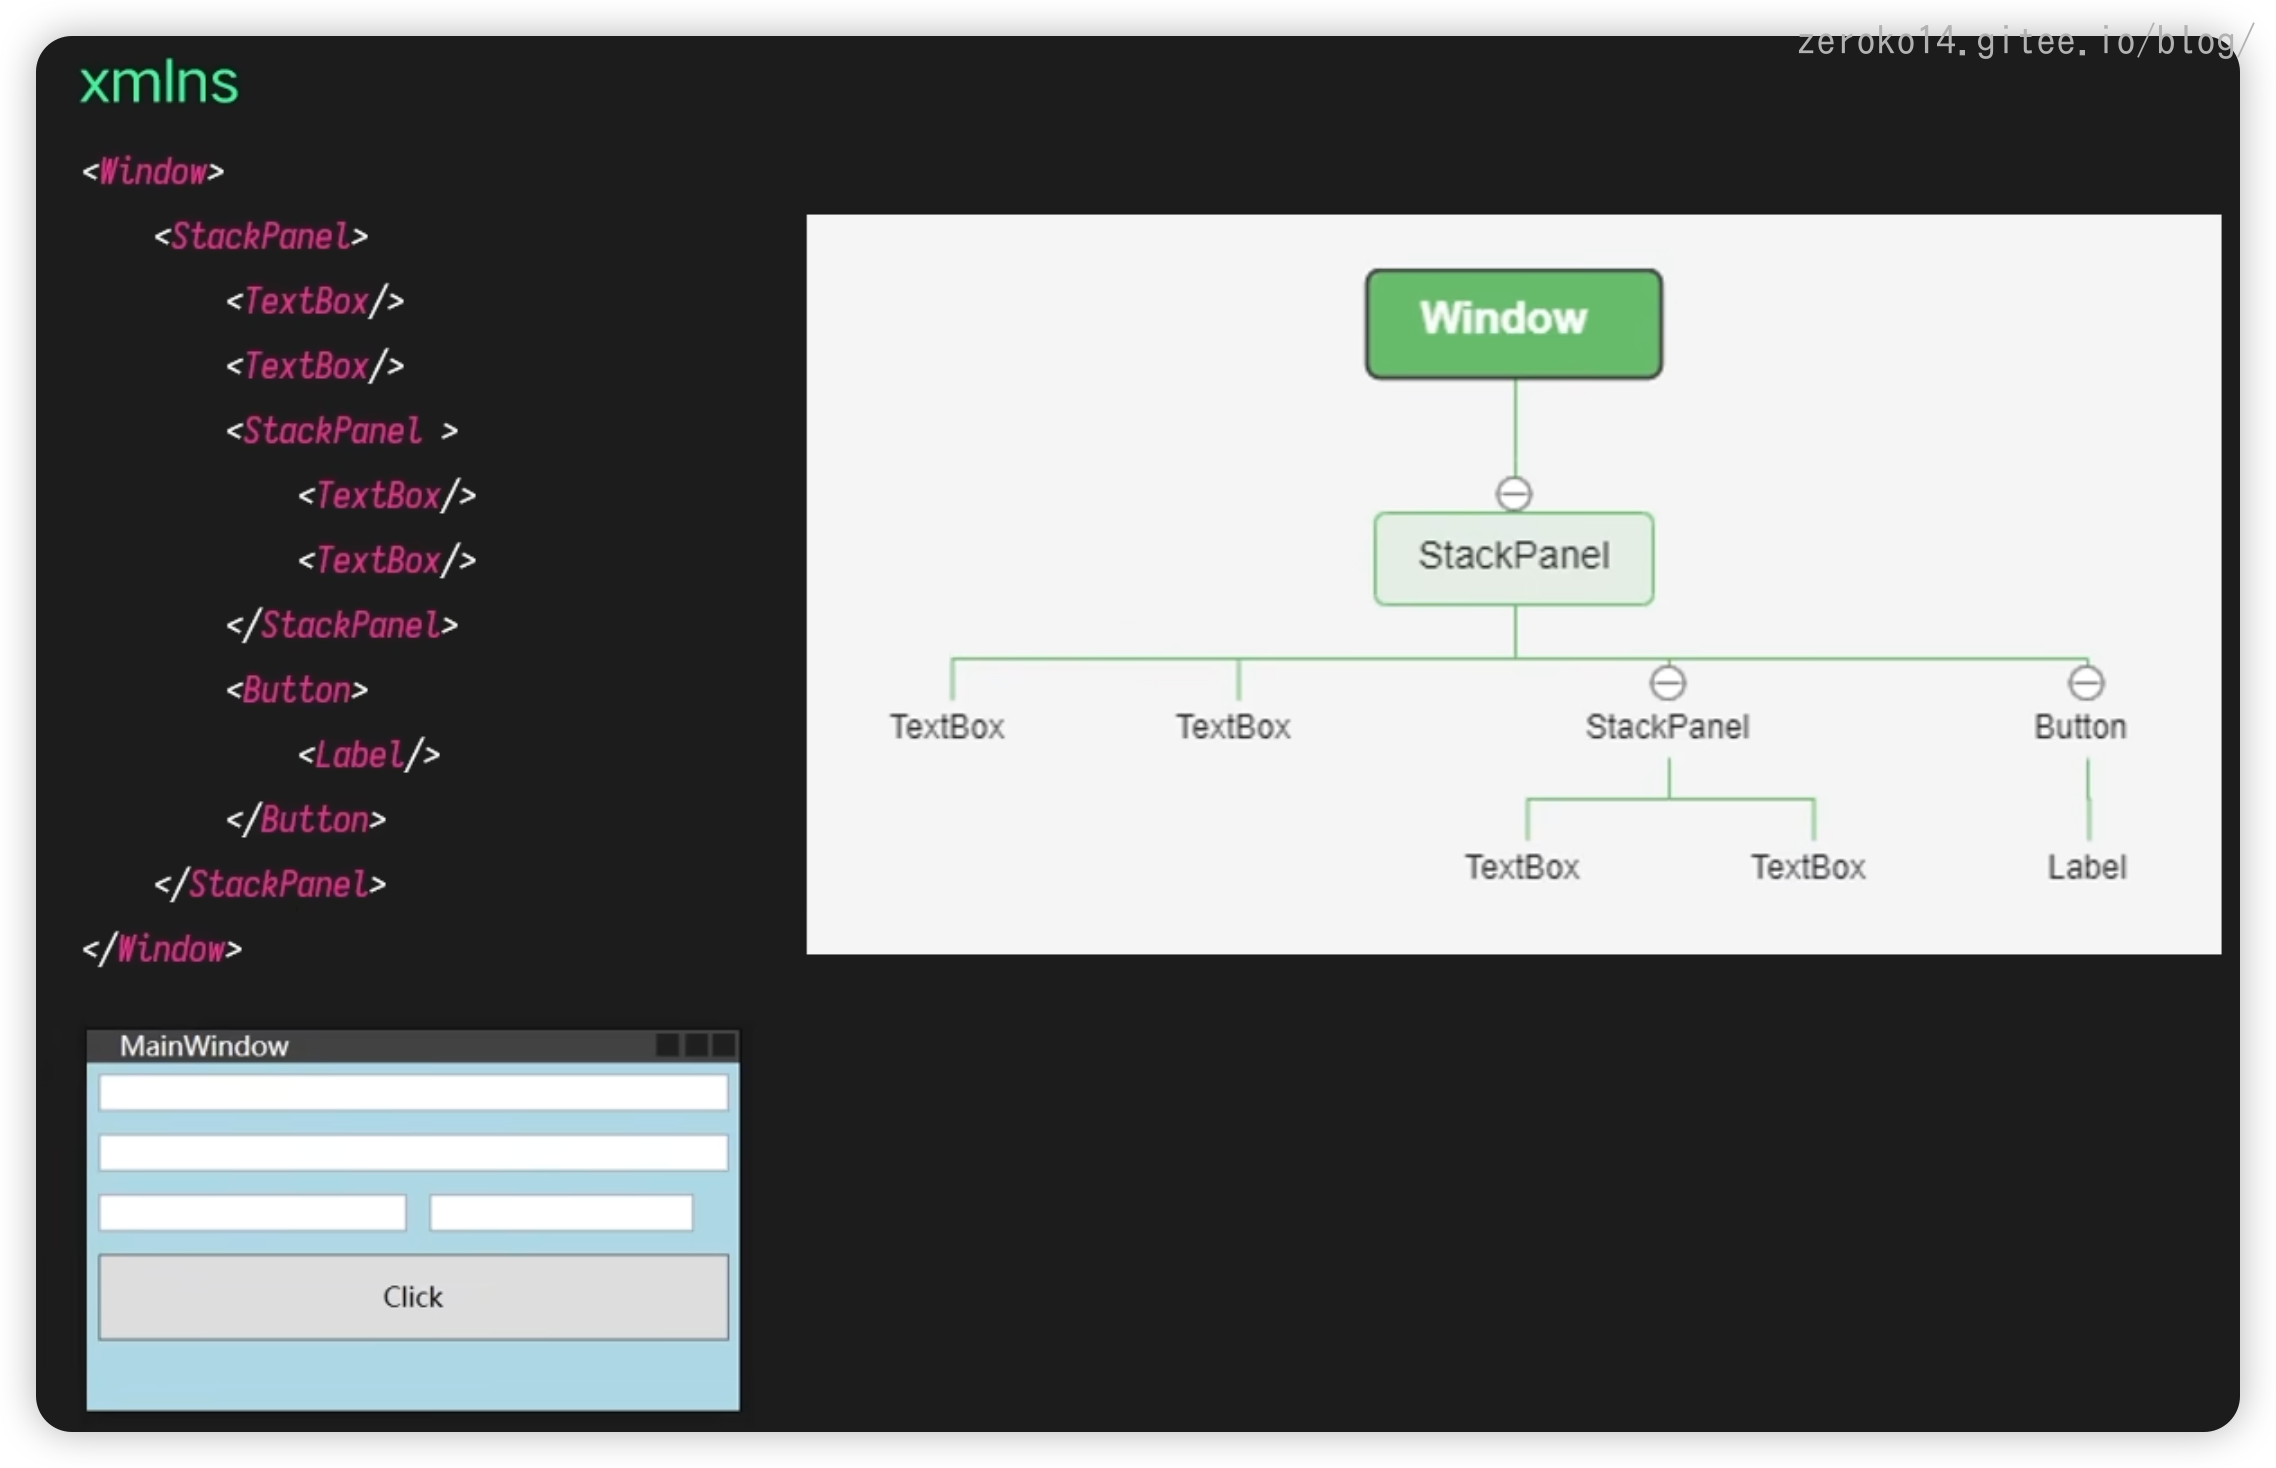 zeroko14.gitee.io/blog/
xmlns
<Window>
<StackPanel>
<TextBox/>
<TextBox/>
<StackPanel >
<TextBox/>
<TextBox/>
</StackPanel>
<Button>
<Label/>
</Button>
</StackPanel>
</Window>
Window
StackPanel
TextBox TextBox StackPanel Button
TextBox TextBox Label
MainWindow
Click